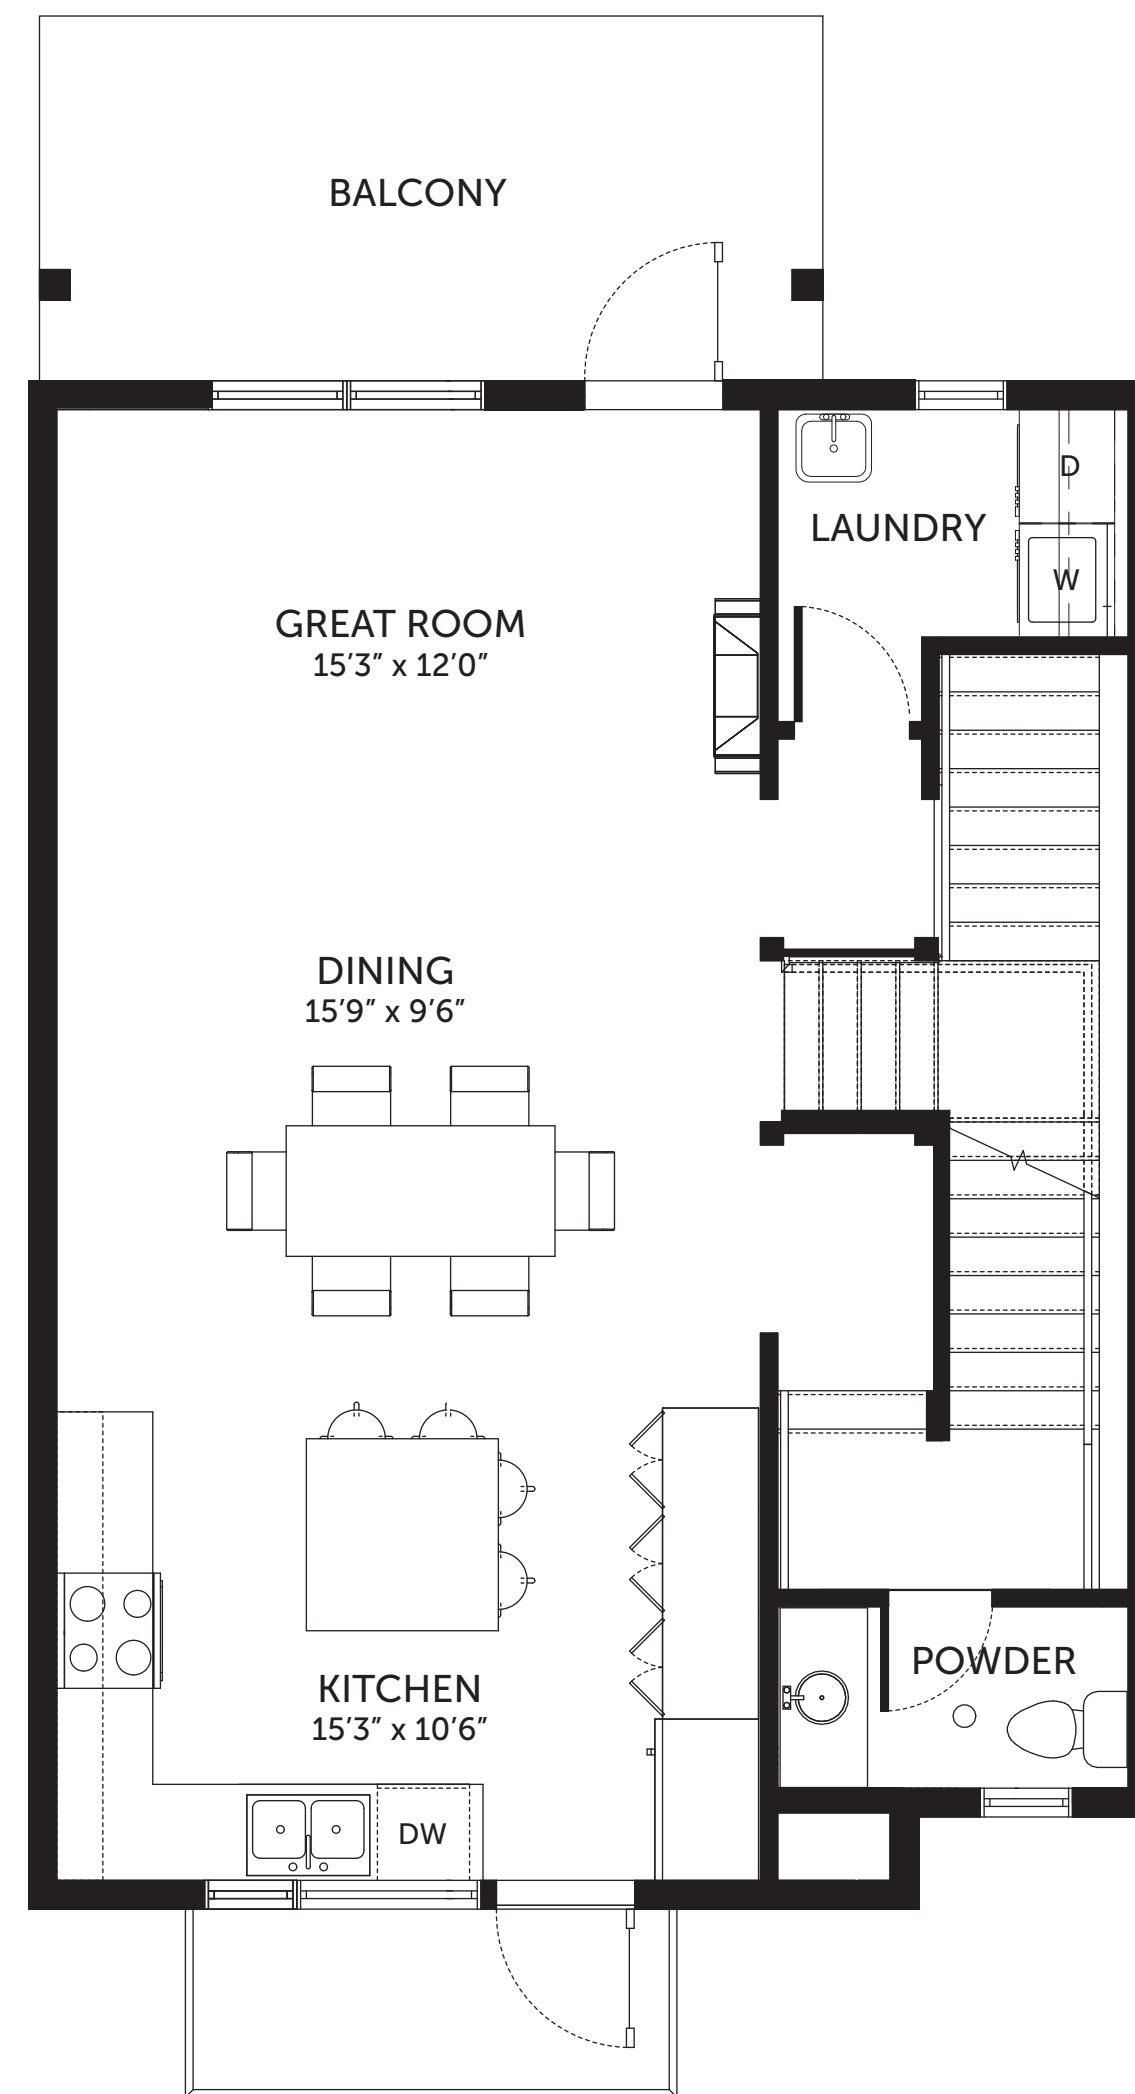 BALCONY
D
LAUNDRY
W
GREAT ROOM
15’3” x 12’0”
DINING
15’9” x 9’6”
POWDER
KITCHEN
15’3” x 10’6”
DW